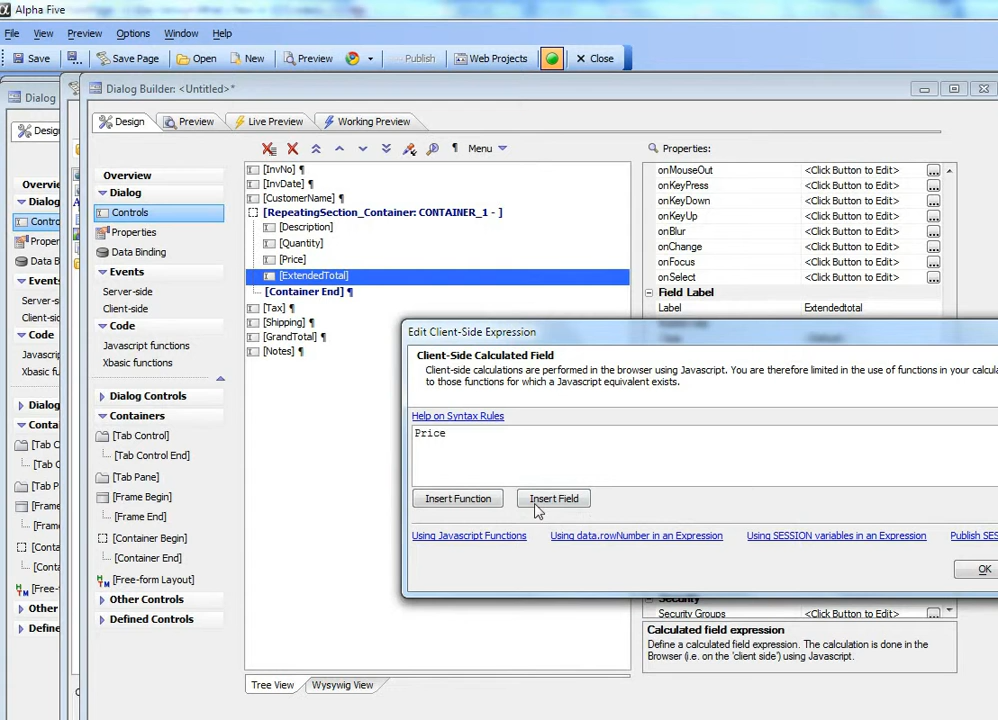 Alpha Five
File View Preview Options Window Help
Save Save Page Open New Preview Publish Web Projects Close
Dialog
Dialog Builder: <Untitled>*
Design Preview Live Preview Working Preview
Menu
Properties:
Overview
Dialog
Controls
Properties
Data Binding
Events
Server-side
Client-side
Code
Javascript functions
Xbasic functions
Dialog Controls
Containers
[Tab Control]
[Tab Control End]
[Tab Pane]
[Frame Begin]
[Frame End]
[Container Begin]
[Container End]
[Free-form Layout]
Other Controls
Defined Controls
[InvNo] ¶
[InvDate] ¶
[CustomerName] ¶
[RepeatingSection_Container: CONTAINER_1 - ]
[Description]
[Quantity]
[Price]
[ExtendedTotal]
[Container End] ¶
[Tax] ¶
[Shipping] ¶
[GrandTotal] ¶
[Notes] ¶
Tree View Wysywig View
onMouseOut <Click Button to Edit> ...
onKeyPress <Click Button to Edit> ...
onKeyDown <Click Button to Edit> ...
onKeyUp <Click Button to Edit> ...
onBlur <Click Button to Edit> ...
onChange <Click Button to Edit> ...
onFocus <Click Button to Edit> ...
onSelect <Click Button to Edit> ...
Field Label
Label Extendedtotal
Edit Client-Side Expression
Client-Side Calculated Field
Client-side calculations are performed in the browser using Javascript. You are therefore limited in the use of functions in your calcula
to those functions for which a Javascript equivalent exists.
Help on Syntax Rules
Price
Insert Function Insert Field
Using Javascript Functions Using data.rowNumber in an Expression Using SESSION variables in an Expression Publish SES
OK
Security
Security Groups <Click Button to Edit> ...
Calculated field expression
Define a calculated field expression. The calculation is done in the
Browser (i.e. on the 'client side') using Javascript.